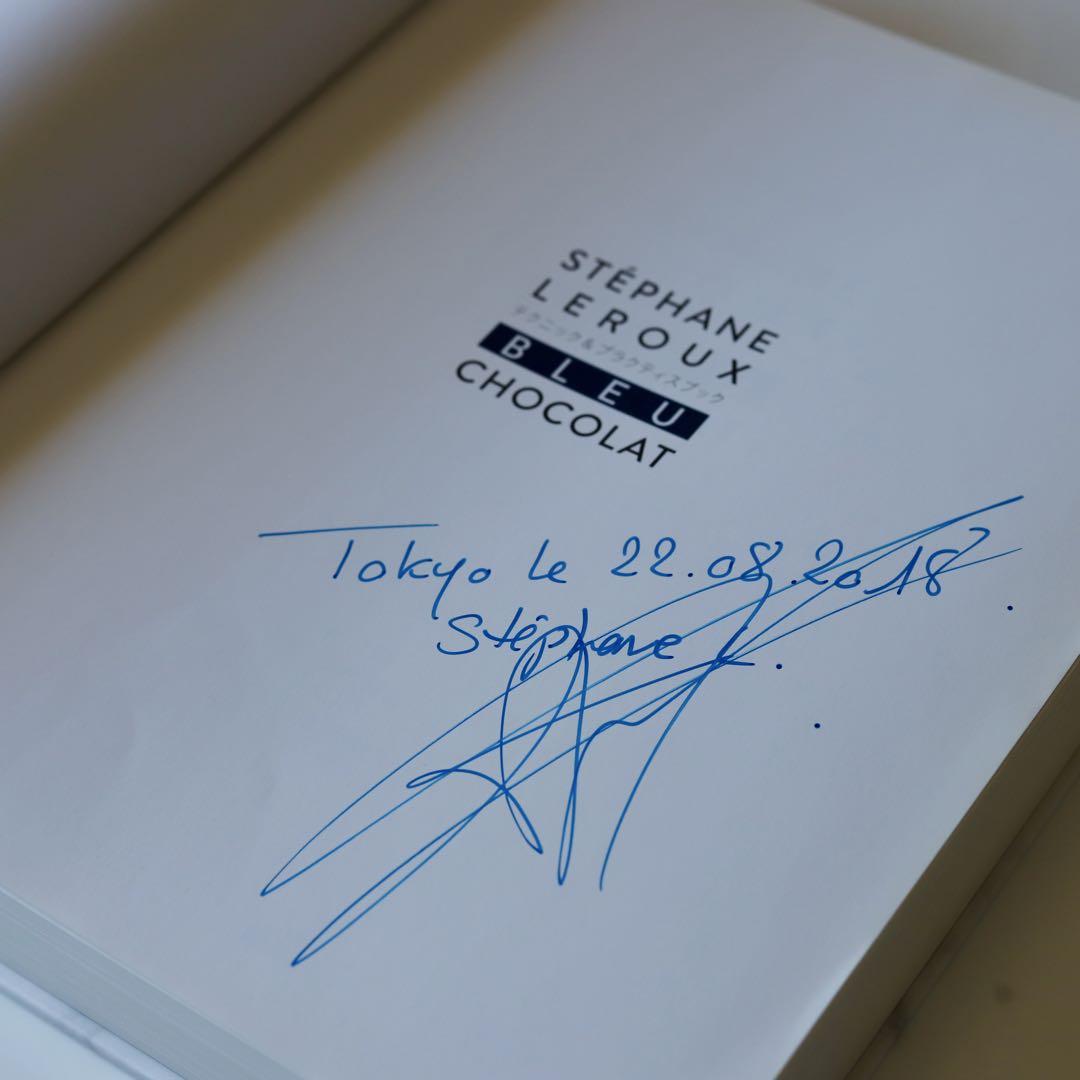 STÉPHANE
LEROUX
テクニック&プラクティスブック
BLEU
CHOCOLAT
Tokyo le 22.08.2018
Stéphane L.